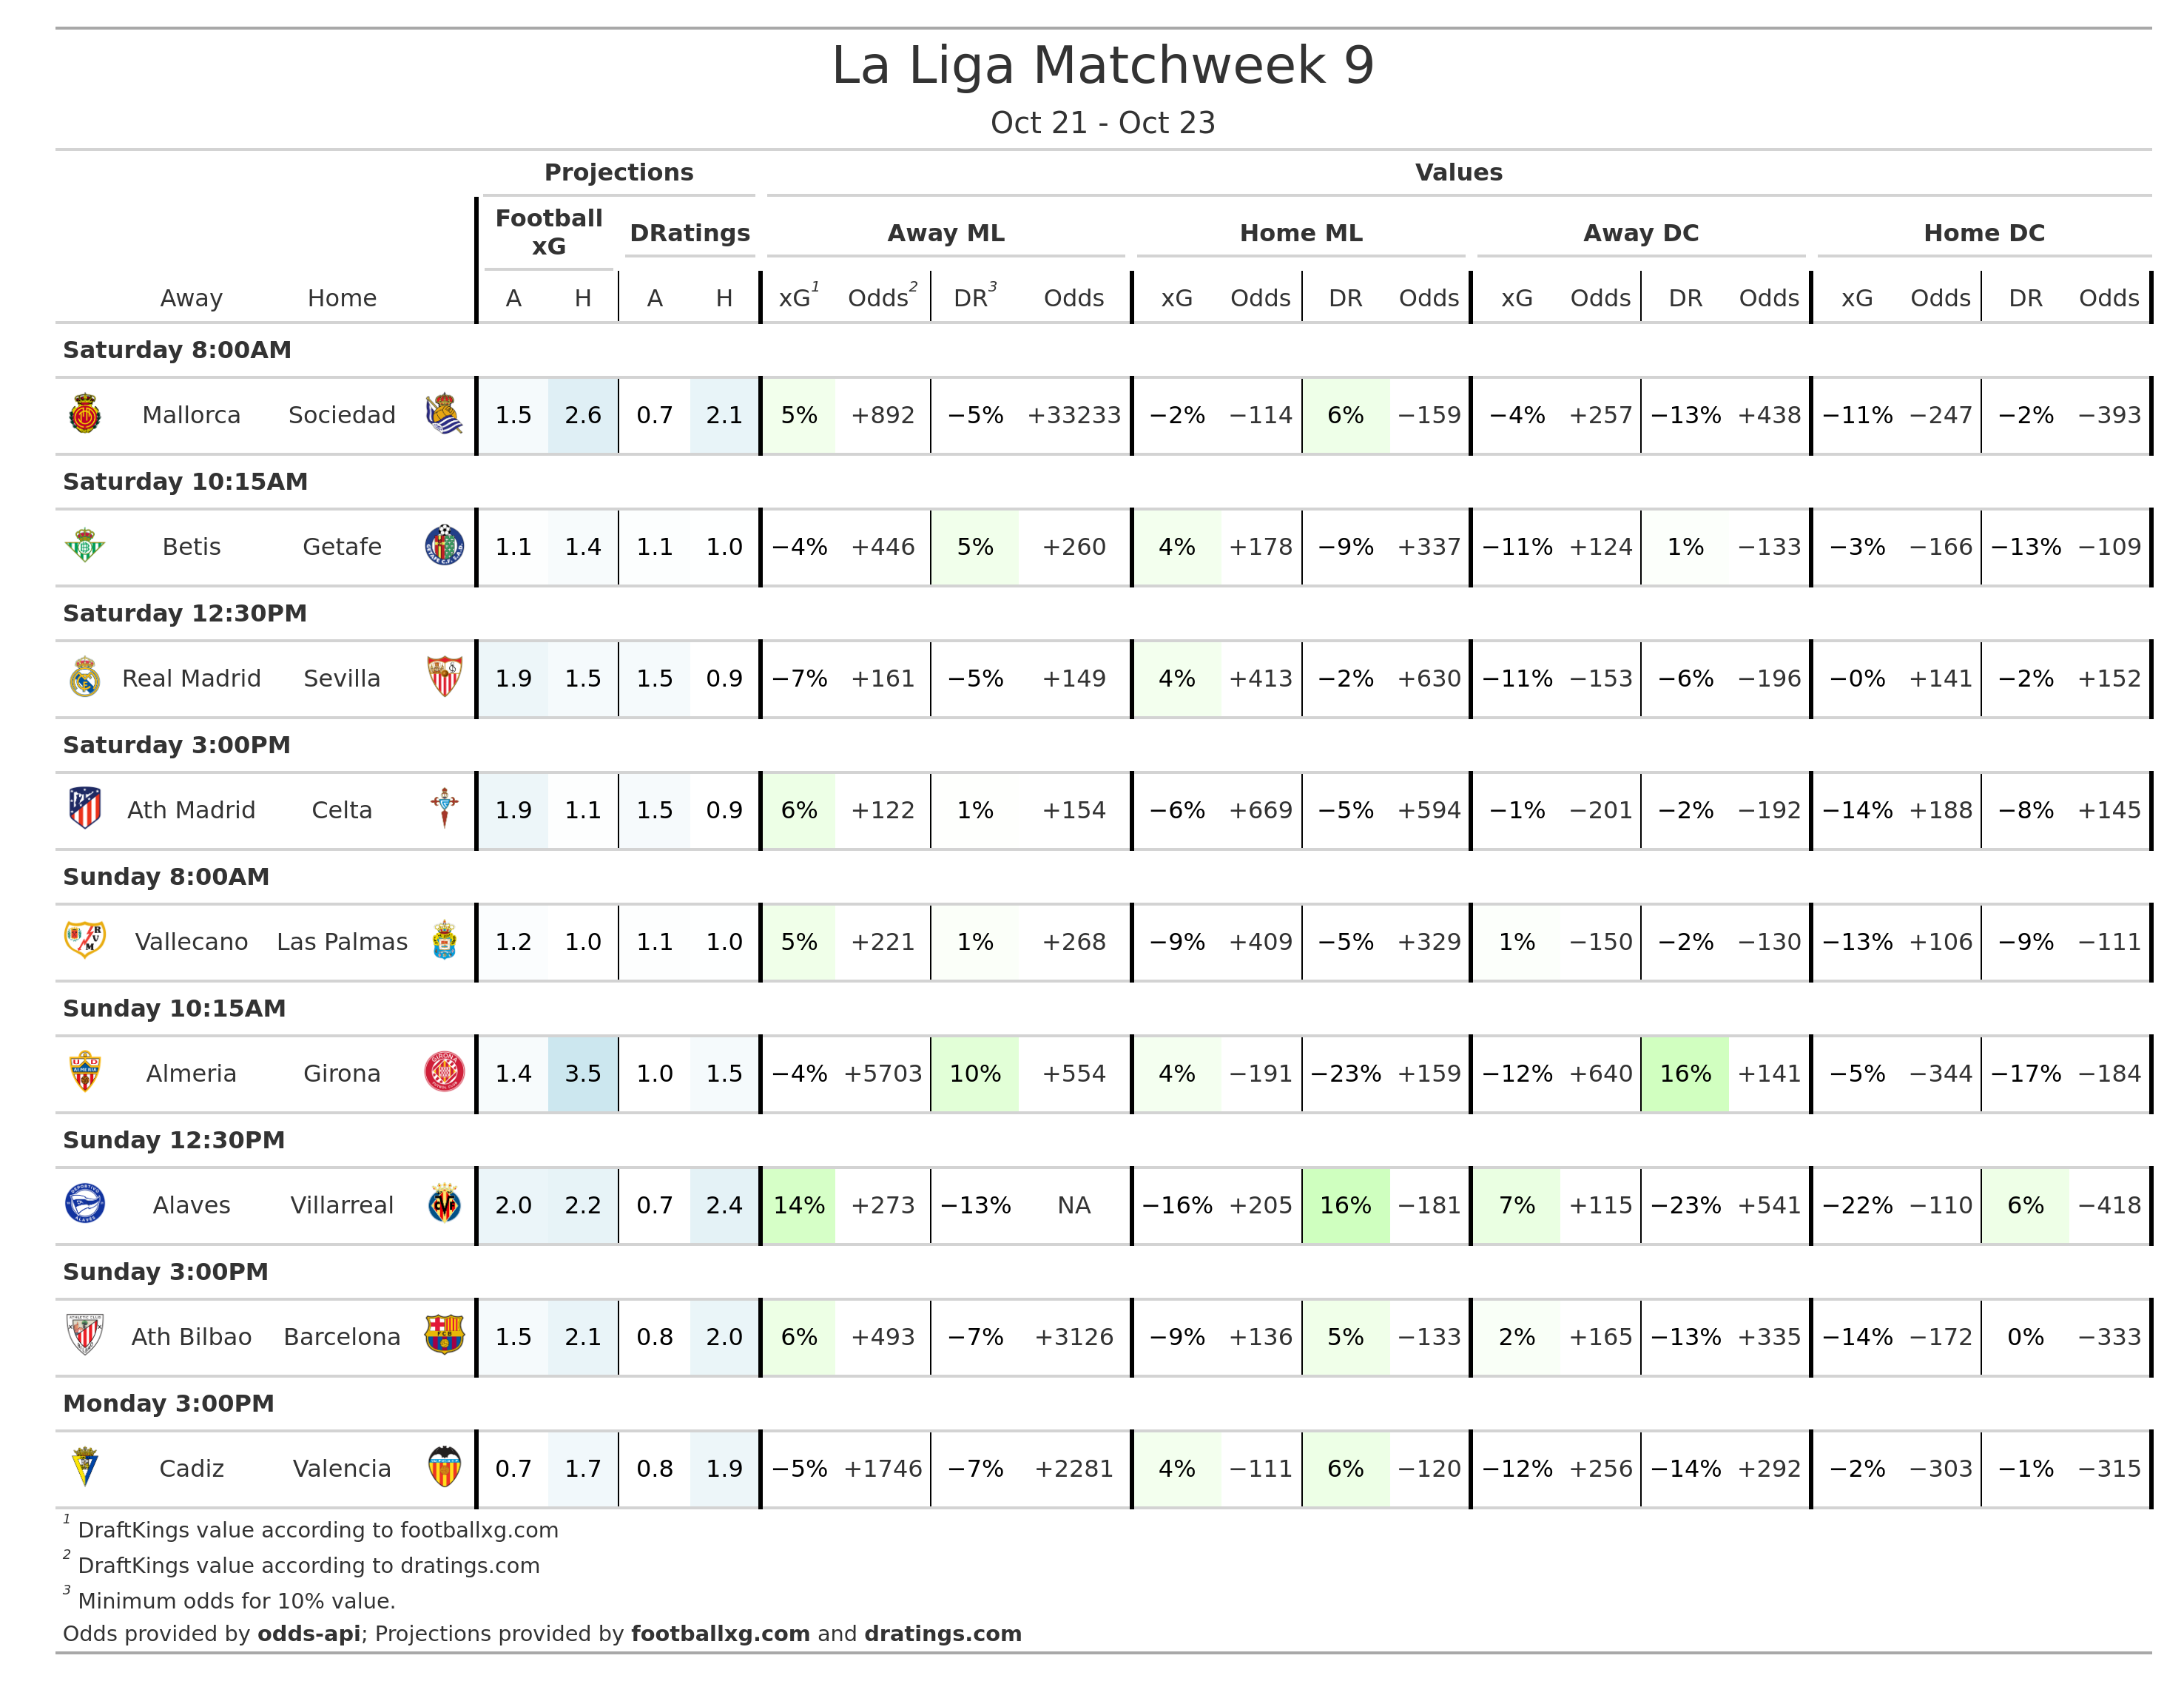 La Liga Matchweek 9
Oct 21 - Oct 23
Projections Values
Football xG DRatings Away ML Home ML Away DC Home DC
Away Home A H A H xG1 Odds2 DR3 Odds xG Odds DR Odds xG Odds DR Odds xG Odds DR Odds
Saturday 8:00AM
Mallorca Sociedad 1.5 2.6 0.7 2.1 5% +892 −5% +33233 −2% −114 6% −159 −4% +257 −13% +438 −11% −247 −2% −393
Saturday 10:15AM
Betis Getafe 1.1 1.4 1.1 1.0 −4% +446 5% +260 4% +178 −9% +337 −11% +124 1% −133 −3% −166 −13% −109
Saturday 12:30PM
Real Madrid Sevilla 1.9 1.5 1.5 0.9 −7% +161 −5% +149 4% +413 −2% +630 −11% −153 −6% −196 −0% +141 −2% +152
Saturday 3:00PM
Ath Madrid Celta 1.9 1.1 1.5 0.9 6% +122 1% +154 −6% +669 −5% +594 −1% −201 −2% −192 −14% +188 −8% +145
Sunday 8:00AM
Vallecano Las Palmas 1.2 1.0 1.1 1.0 5% +221 1% +268 −9% +409 −5% +329 1% −150 −2% −130 −13% +106 −9% −111
Sunday 10:15AM
Almeria Girona 1.4 3.5 1.0 1.5 −4% +5703 10% +554 4% −191 −23% +159 −12% +640 16% +141 −5% −344 −17% −184
Sunday 12:30PM
Alaves Villarreal 2.0 2.2 0.7 2.4 14% +273 −13% NA −16% +205 16% −181 7% +115 −23% +541 −22% −110 6% −418
Sunday 3:00PM
Ath Bilbao Barcelona 1.5 2.1 0.8 2.0 6% +493 −7% +3126 −9% +136 5% −133 2% +165 −13% +335 −14% −172 0% −333
Monday 3:00PM
Cadiz Valencia 0.7 1.7 0.8 1.9 −5% +1746 −7% +2281 4% −111 6% −120 −12% +256 −14% +292 −2% −303 −1% −315
1 DraftKings value according to footballxg.com
2 DraftKings value according to dratings.com
3 Minimum odds for 10% value.
Odds provided by odds-api; Projections provided by footballxg.com and dratings.com